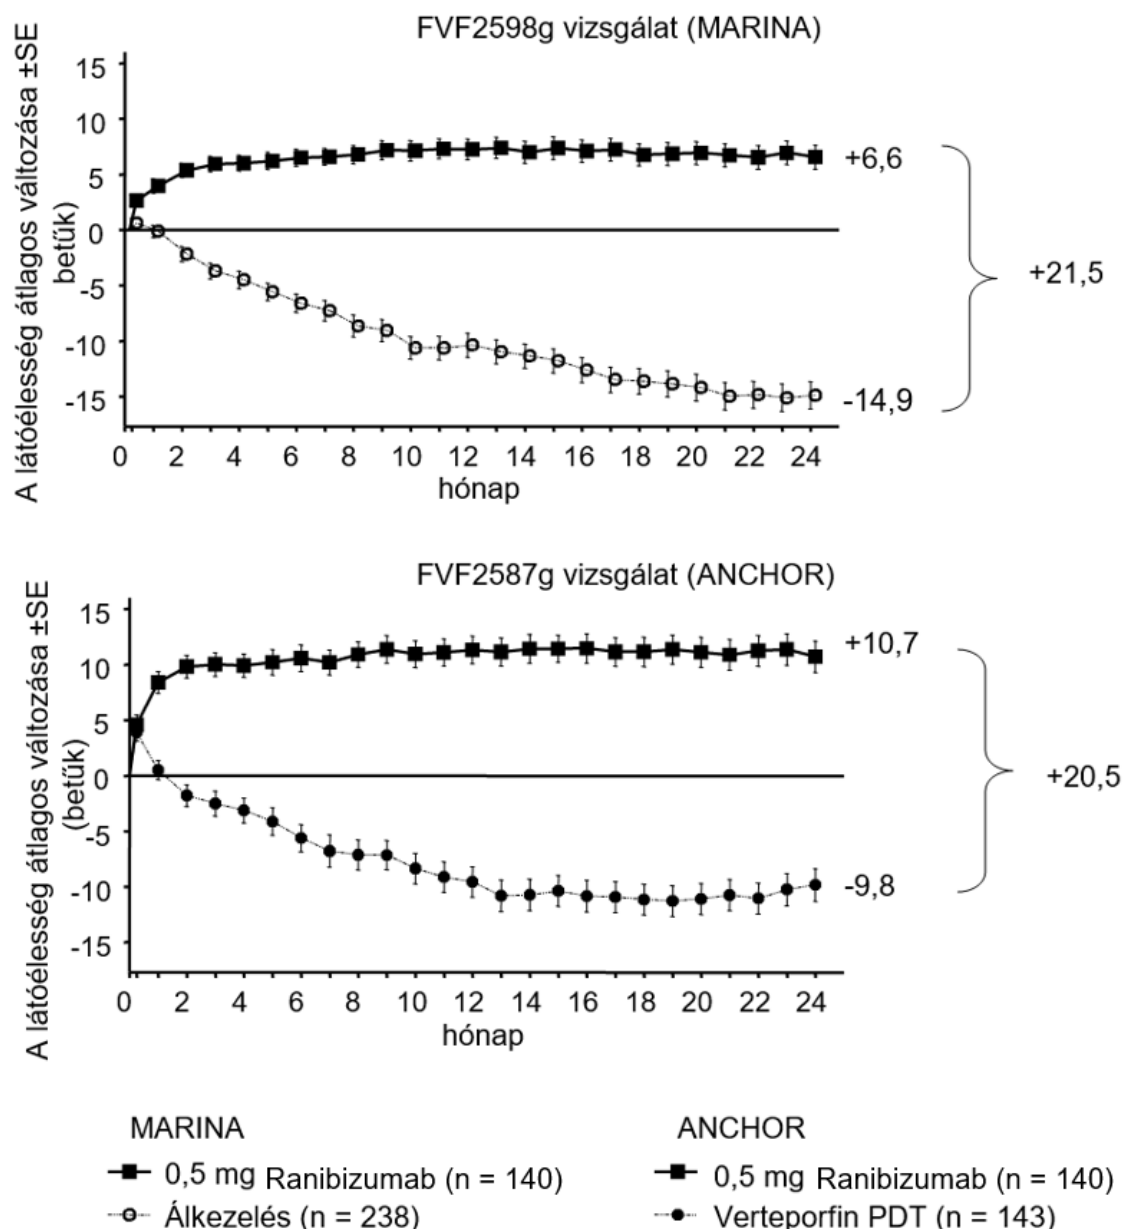 FVF2598g vizsgálat (MARINA)
A látóélesség átlagos változása ±SE
betűk)
15
10
5
0
-5
-10
-15
+6,6
-14,9
+21,5
0 2 4 6 8 10 12 14 16 18 20 22 24
hónap
FVF2587g vizsgálat (ANCHOR)
A látóélesség átlagos változása ±SE
(betűk)
15
10
5
0
-5
-10
-15
+10,7
-9,8
+20,5
0 2 4 6 8 10 12 14 16 18 20 22 24
hónap
MARINA
0,5 mg Ranibizumab (n = 140)
Álkezelés (n = 238)
ANCHOR
0,5 mg Ranibizumab (n = 140)
Verteporfin PDT (n = 143)